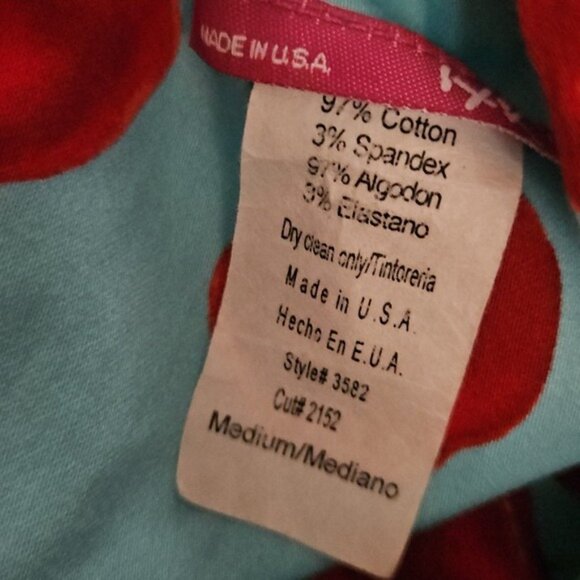 MADE IN U.S.A.
97% Cotton
3% Spandex
97% Algodon
3% Elastano
Dry clean only/Tintoreria
Made in U.S.A.
Hecho En E.U.A.
Style# 3582
Cut# 2152
Medium/Mediano